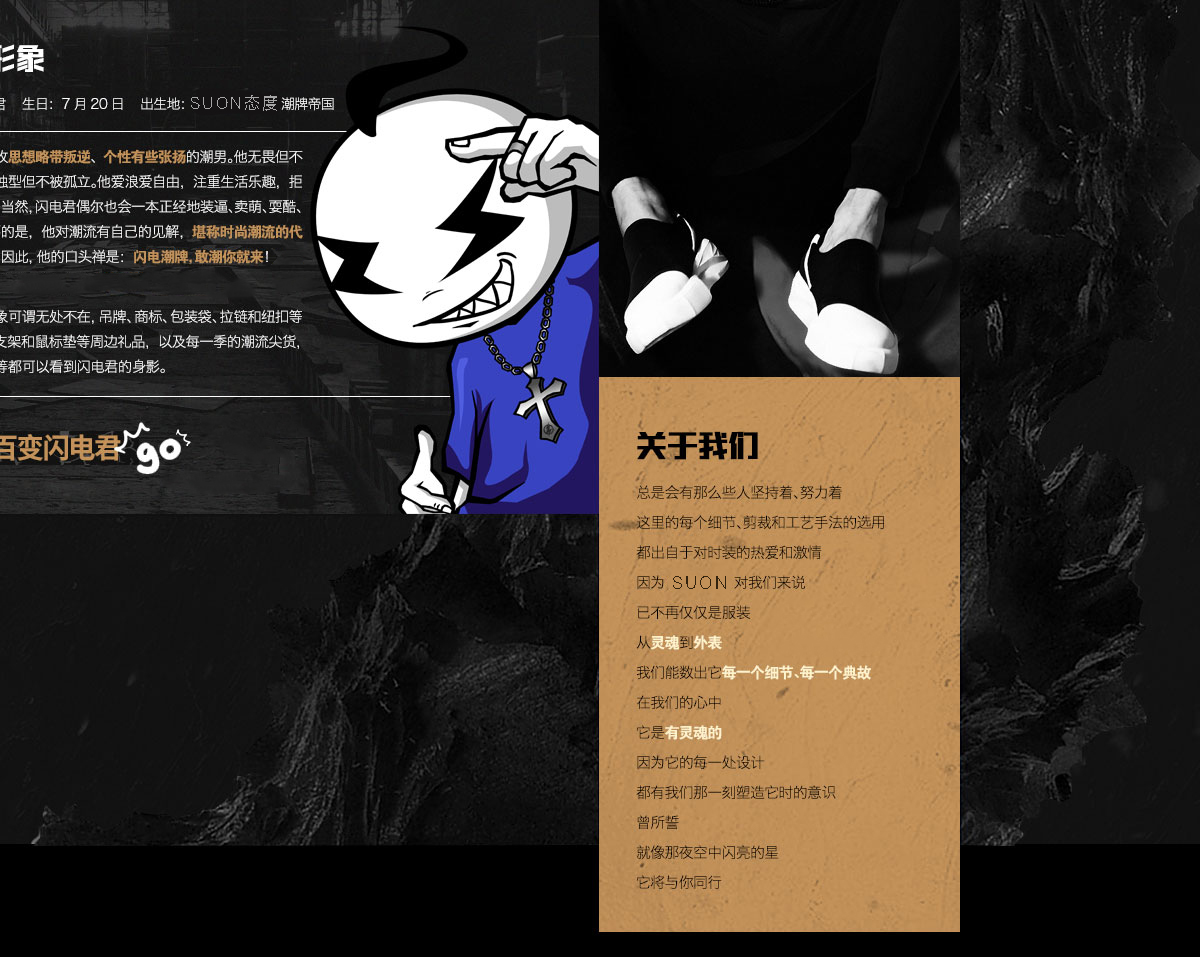 形象
君 生日：7 月 20 日 出生地：SUON态度 潮牌帝国
思想略带叛逆、个性有些张扬的潮男。他无畏但不
独型但不被孤立。他爱浪爱自由，注重生活乐趣，拒
当然，闪电君偶尔也会一本正经地装逼、卖萌、耍酷、
的是，他对潮流有自己的见解，堪称时尚潮流的代
因此，他的口头禅是：闪电潮牌，敢潮你就来！
象可谓无处不在，吊牌、商标、包装袋、拉链和纽扣等
支架和鼠标垫等周边礼品，以及每一季的潮流尖货，
等都可以看到闪电君的身影。
百变闪电君 go
关于我们
总是会有那么些人坚持着、努力着
这里的每个细节、剪裁和工艺手法的选用
都出自于对时装的热爱和激情
因为 SUON 对我们来说
已不再仅仅是服装
从灵魂到外表
我们能数出它每一个细节、每一个典故
在我们的心中
它是有灵魂的
因为它的每一处设计
都有我们那一刻塑造它时的意识
曾所誓
就像那夜空中闪亮的星
它将与你同行